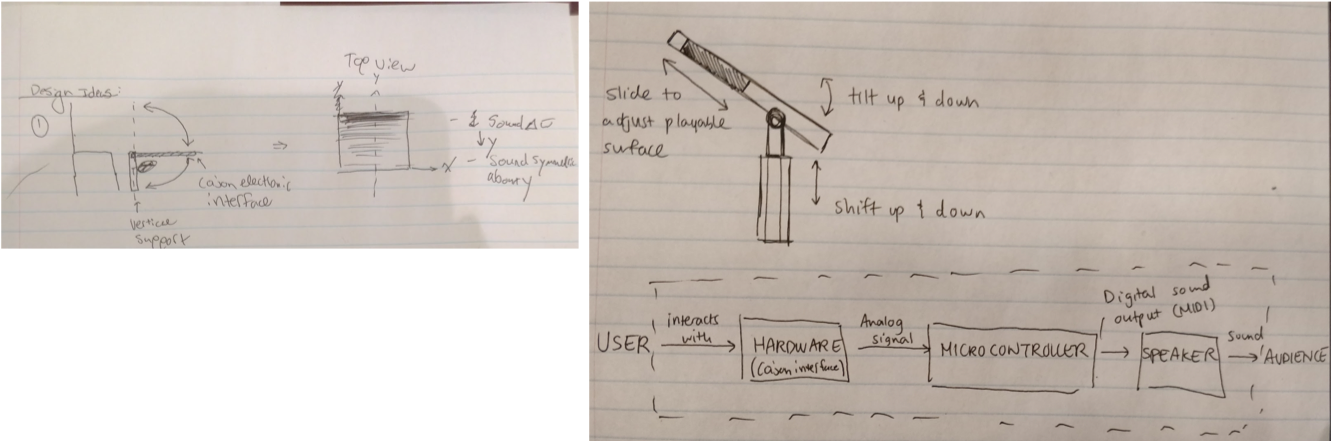 Design Ideas:
1
Cajon electronic
interface
vertical
support
Top View
Y
X
- Sound Δ
Y
- Sound symmetric
about y
slide to
adjust playable
surface
tilt up & down
shift up & down
USER
interacts
with
HARDWARE
(Cajon interface)
Analog
signal
MICROCONTROLLER
Digital sound
output (MIDI)
SPEAKER
sound
AUDIENCE